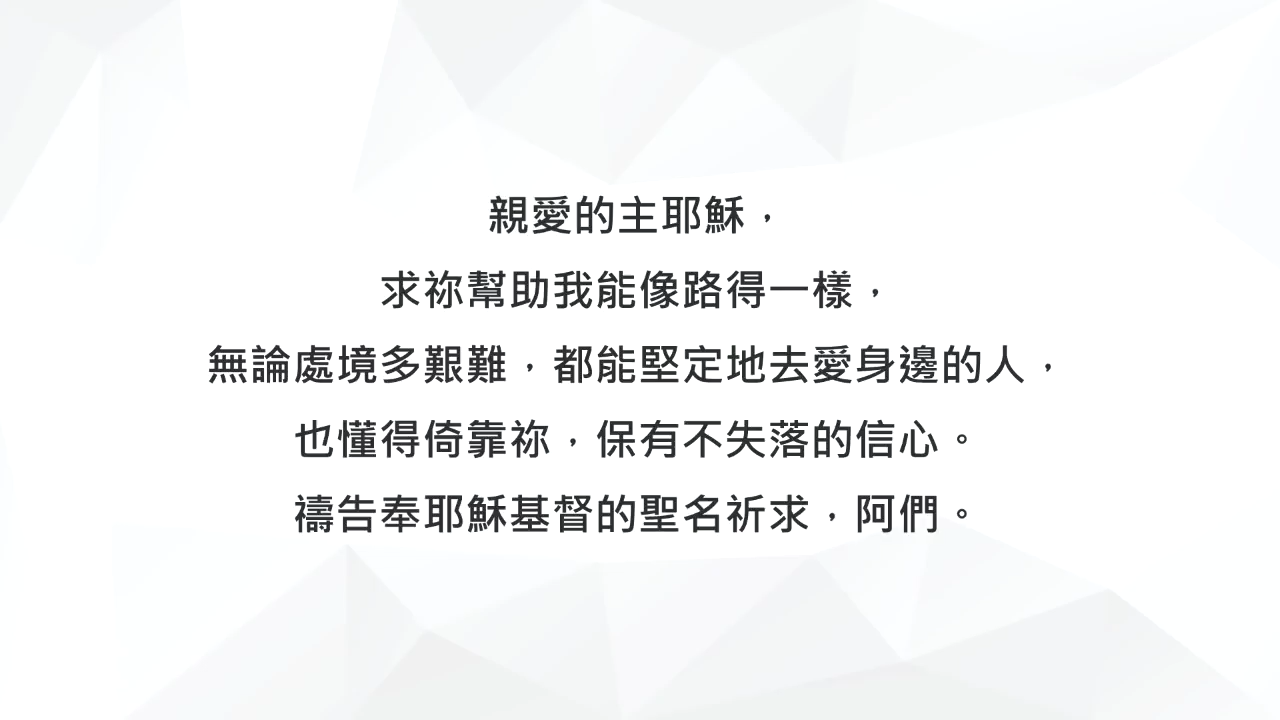 親愛的主耶穌，
求祢幫助我能像路得一樣，
無論處境多艱難，都能堅定地去愛身邊的人，
也懂得倚靠祢，保有不失落的信心。
禱告奉耶穌基督的聖名祈求，阿們。